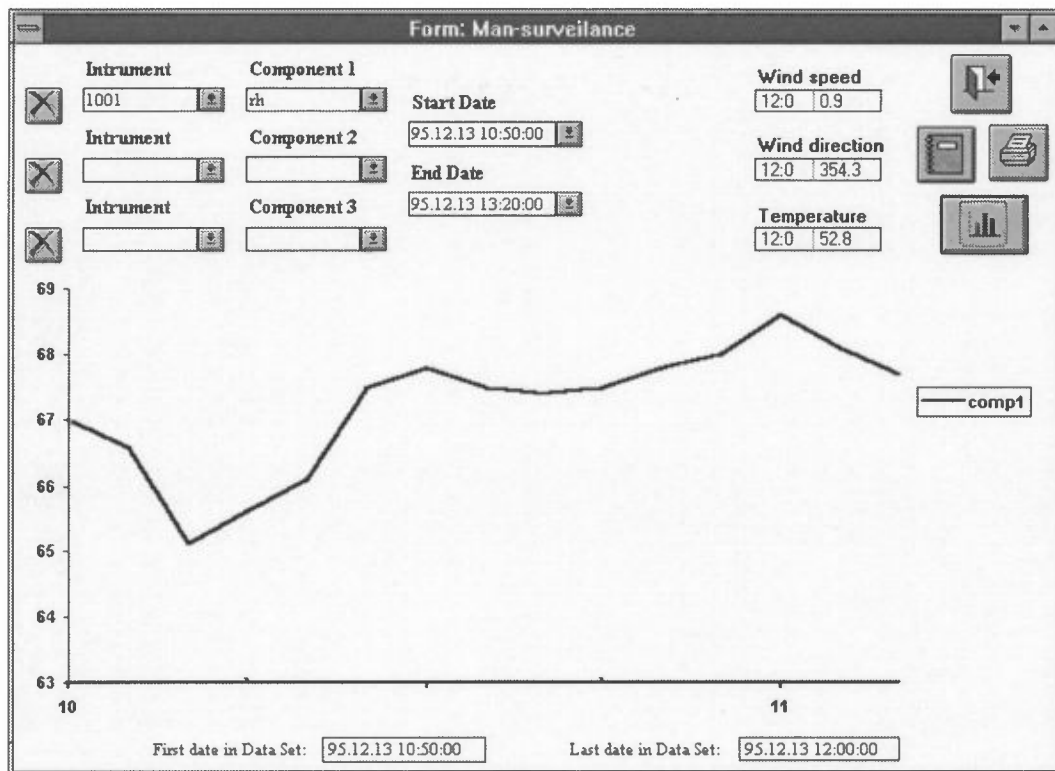 Form: Man-surveilance
Intrument Component 1
1001 rh
Start Date
95.12.13 10:50:00
Intrument Component 2
End Date
95.12.13 13:20:00
Intrument Component 3
Wind speed
12:0 0.9
Wind direction
12:0 354.3
Temperature
12:0 52.8
69
68
67
66
65
64
63
10 11
comp1
First date in Data Set: 95.12.13 10:50:00 Last date in Data Set: 95.12.13 12:00:00